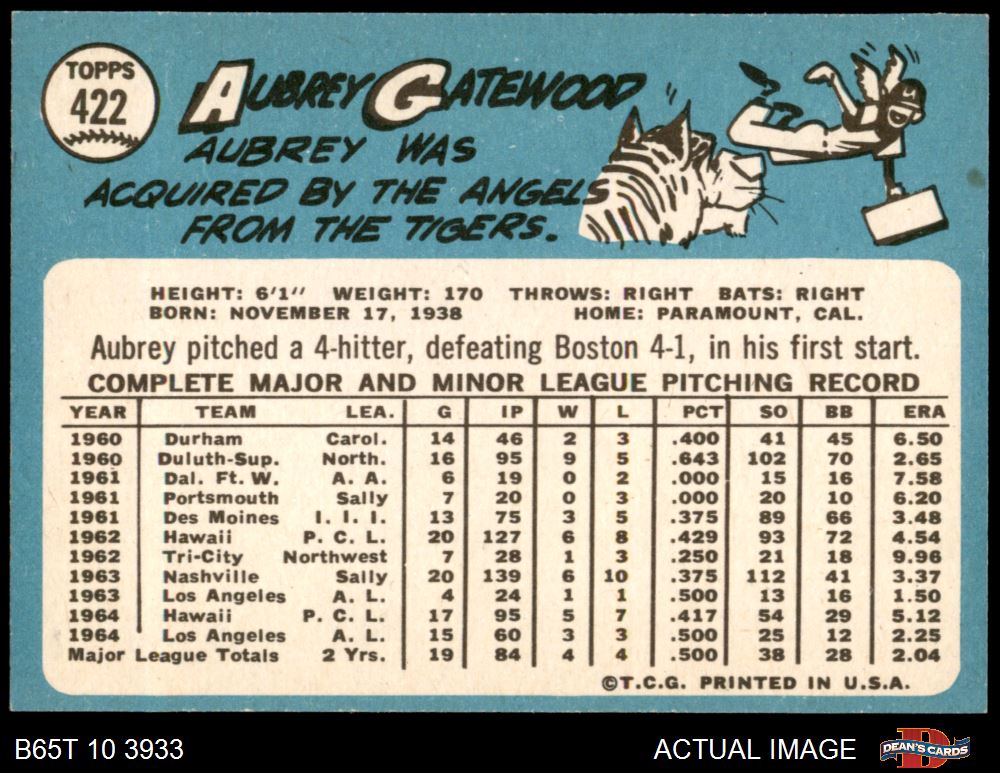 TOPPS
422
AUBREY GATEWOOD
AUBREY WAS
ACQUIRED BY THE ANGELS
FROM THE TIGERS.
HEIGHT: 6'1" WEIGHT: 170 THROWS: RIGHT BATS: RIGHT
BORN: NOVEMBER 17, 1938 HOME: PARAMOUNT, CAL.
Aubrey pitched a 4-hitter, defeating Boston 4-1, in his first start.
COMPLETE MAJOR AND MINOR LEAGUE PITCHING RECORD
YEAR TEAM LEA. G IP W L PCT SO BB ERA
1960 Durham Carol. 14 46 2 3 .400 41 45 6.50
1960 Duluth-Sup. North. 16 95 9 5 .643 102 70 2.65
1961 Dal. Ft. W. A. A. 6 19 0 2 .000 15 16 7.58
1961 Portsmouth Sally 7 20 0 3 .000 20 10 6.20
1961 Des Moines I. I. I. 13 75 3 5 .375 89 66 3.48
1962 Hawaii P. C. L. 20 127 6 8 .429 93 72 4.54
1962 Tri-City Northwest 7 28 1 3 .250 21 18 9.96
1963 Nashville Sally 20 139 6 10 .375 112 41 3.37
1963 Los Angeles A. L. 4 24 1 1 .500 13 16 1.50
1964 Hawaii P. C. L. 17 95 5 7 .417 54 29 5.12
1964 Los Angeles A. L. 15 60 3 3 .500 25 12 2.25
Major League Totals 2 Yrs. 19 84 4 4 .500 38 28 2.04
©T.C.G. PRINTED IN U.S.A.
B65T 10 3933 ACTUAL IMAGE DEAN'S CARDS